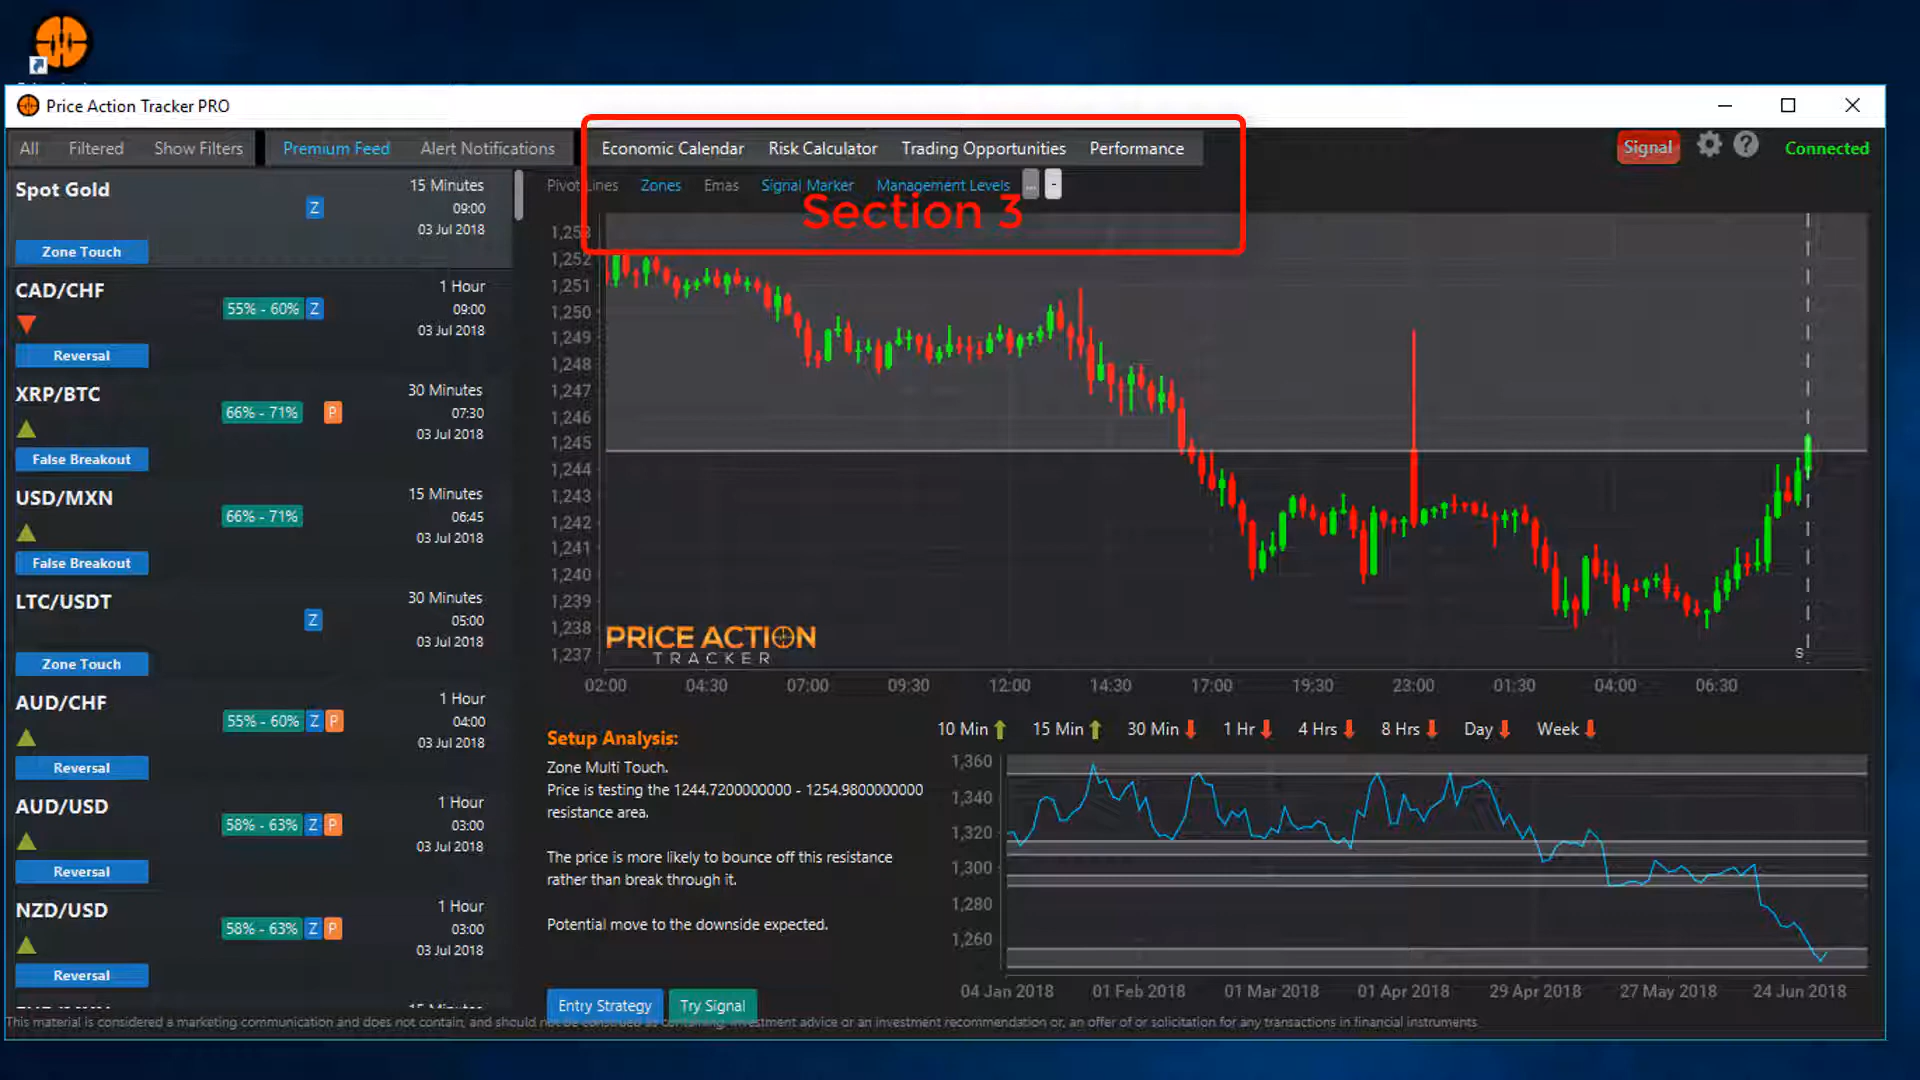 Price Action Tracker PRO
All Filtered Show Filters Premium Feed Alert Notifications Economic Calendar Risk Calculator Trading Opportunities Performance Signal Connected
Pivot Lines Zones Emas Signal Marker Management Levels ... -
Section 3
Spot Gold 15 Minutes
Z 09:00
03 Jul 2018
Zone Touch
CAD/CHF 1 Hour
55% - 60% Z 09:00
03 Jul 2018
Reversal
XRP/BTC 30 Minutes
66% - 71% P 07:30
03 Jul 2018
False Breakout
USD/MXN 15 Minutes
66% - 71% 06:45
03 Jul 2018
False Breakout
LTC/USDT 30 Minutes
Z 05:00
03 Jul 2018
Zone Touch
AUD/CHF 1 Hour
55% - 60% Z P 04:00
03 Jul 2018
Reversal
AUD/USD 1 Hour
58% - 63% Z P 03:00
03 Jul 2018
Reversal
NZD/USD 1 Hour
58% - 63% Z P 03:00
03 Jul 2018
Reversal
1,253
1,252
1,251
1,250
1,249
1,248
1,247
1,246
1,245
1,244
1,243
1,242
1,241
1,240
1,239
1,238
1,237
PRICE ACTION
TRACKER
S
02:00 04:30 07:00 09:30 12:00 14:30 17:00 19:30 23:00 01:30 04:00 06:30
Setup Analysis:
Zone Multi Touch.
Price is testing the 1244.7200000000 - 1254.9800000000
resistance area.
The price is more likely to bounce off this resistance
rather than break through it.
Potential move to the downside expected.
Entry Strategy Try Signal
10 Min 15 Min 30 Min 1 Hr 4 Hrs 8 Hrs Day Week
1,360
1,340
1,320
1,300
1,280
1,260
04 Jan 2018 01 Feb 2018 01 Mar 2018 01 Apr 2018 29 Apr 2018 27 May 2018 24 Jun 2018
This material is considered a marketing communication and does not contain, and should not be construed as containing, investment advice or an investment recommendation or, an offer of or solicitation for any transactions in financial instruments.